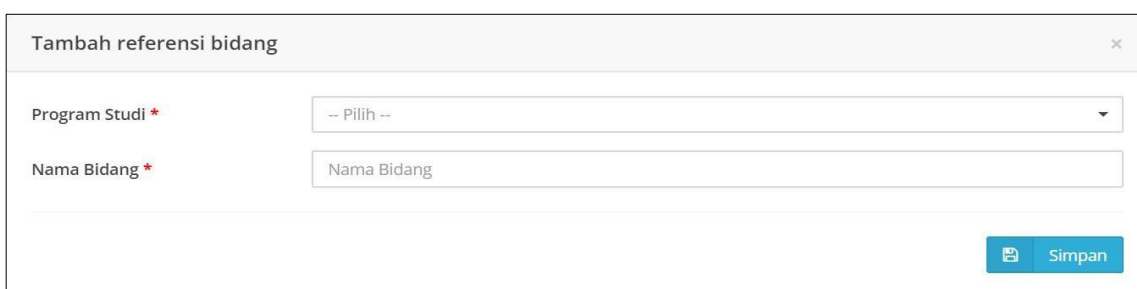 Tambah referensi bidang ×
Program Studi * -- Pilih --
Nama Bidang * Nama Bidang
Simpan